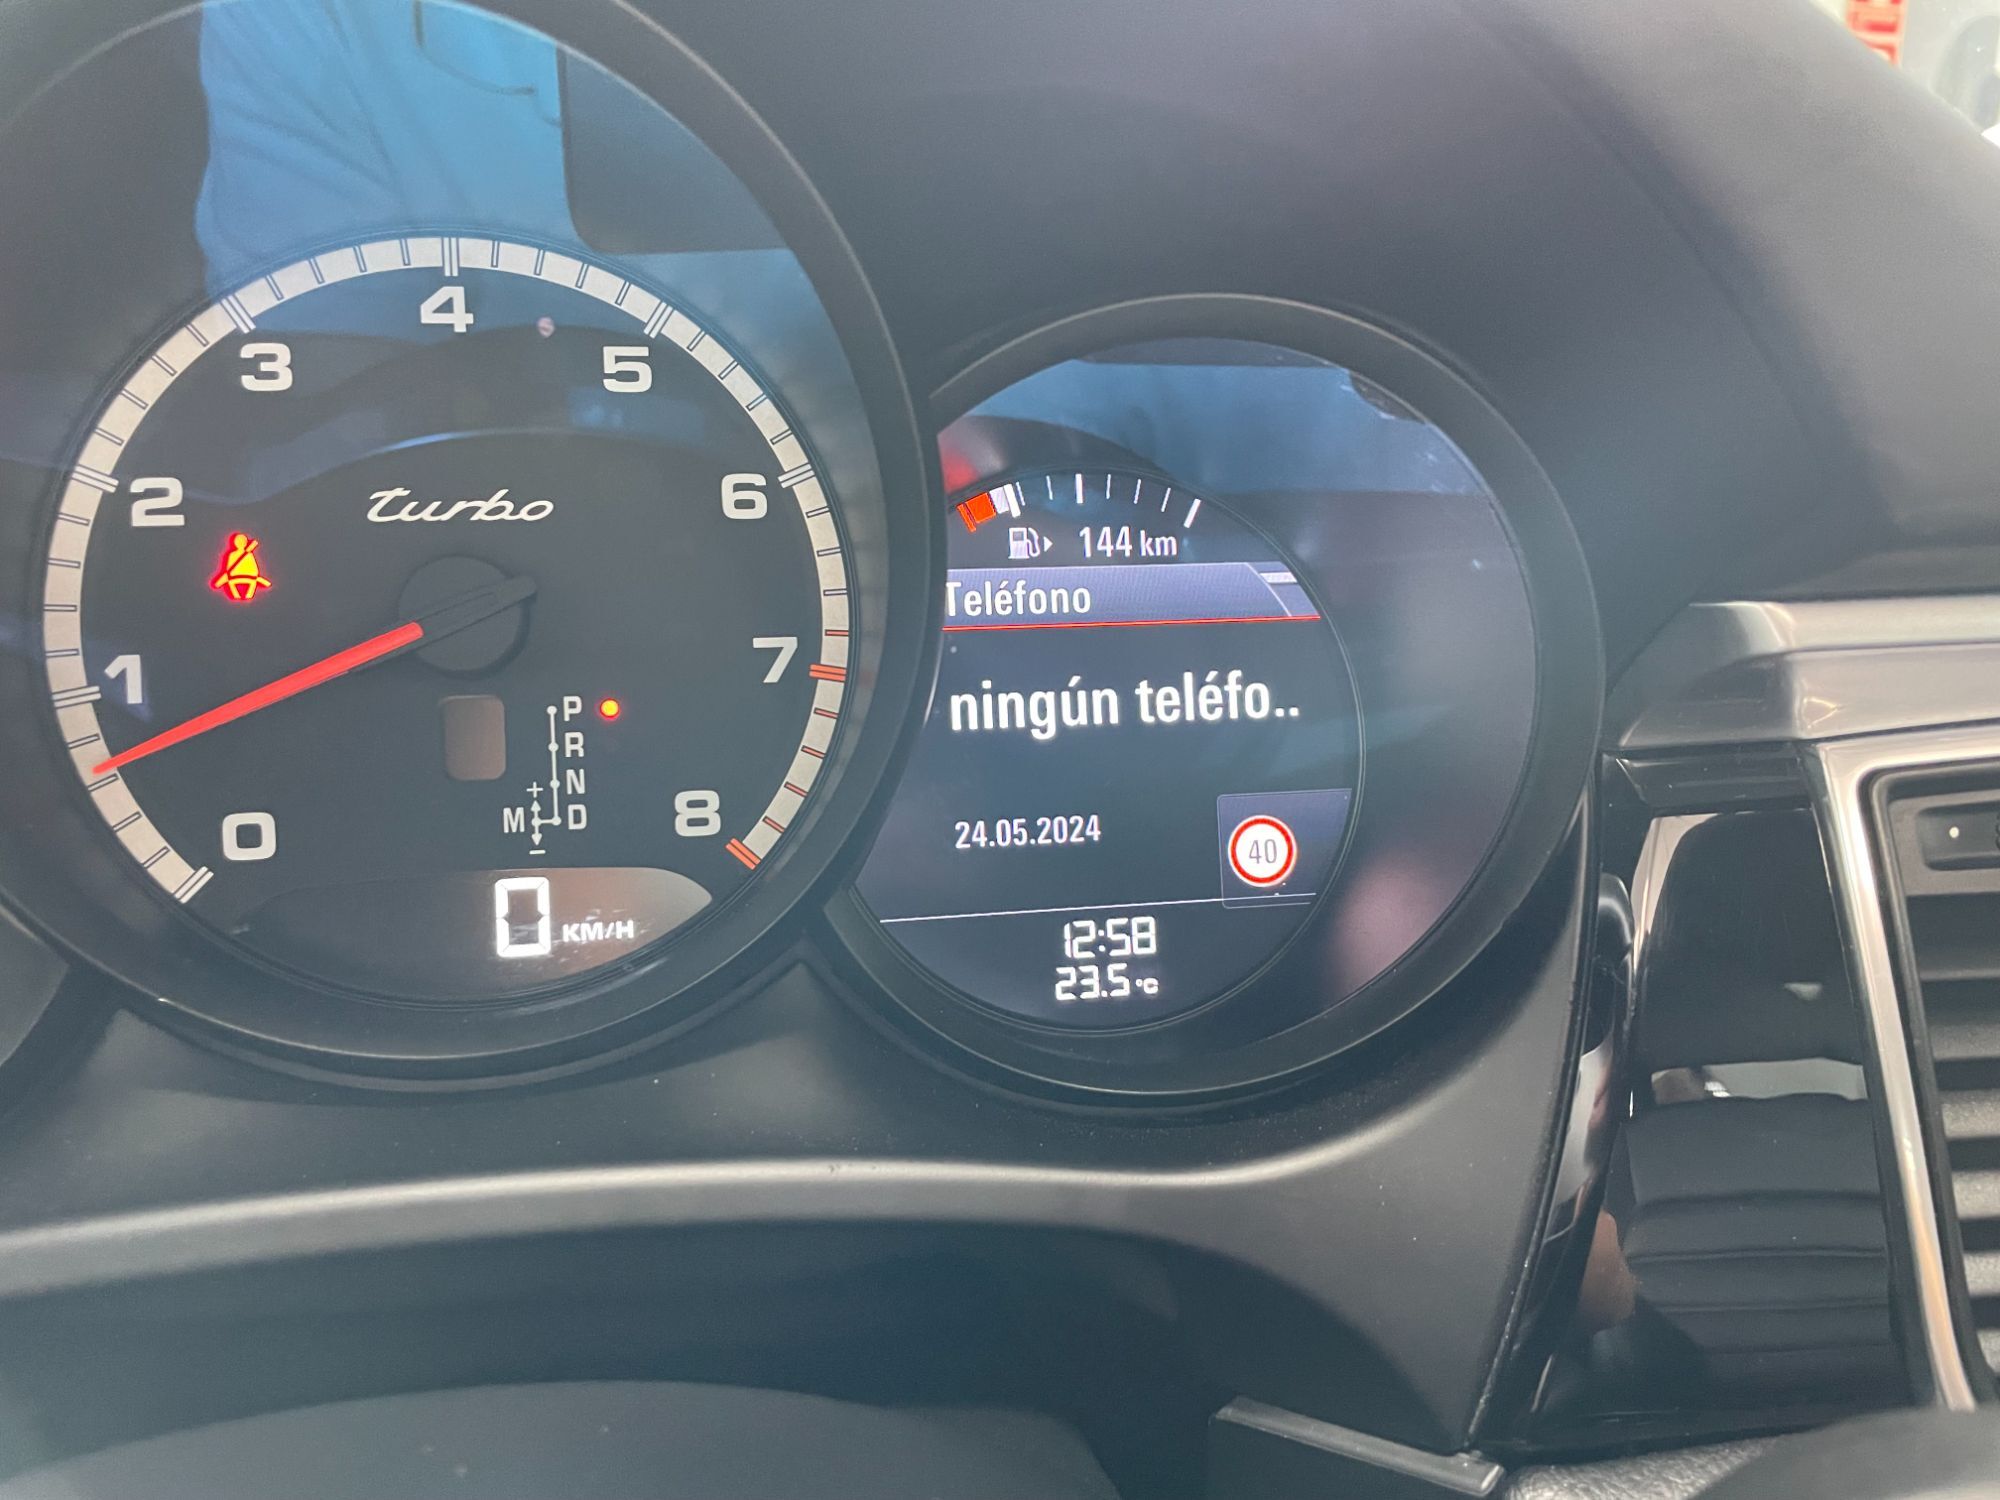 0
1
2
3
4
5
6
7
8
turbo
P
R
N
M + - D
0 KM/H
144 km
Teléfono
ningún teléfo..
24.05.2024
40
12:58
23.5 °C